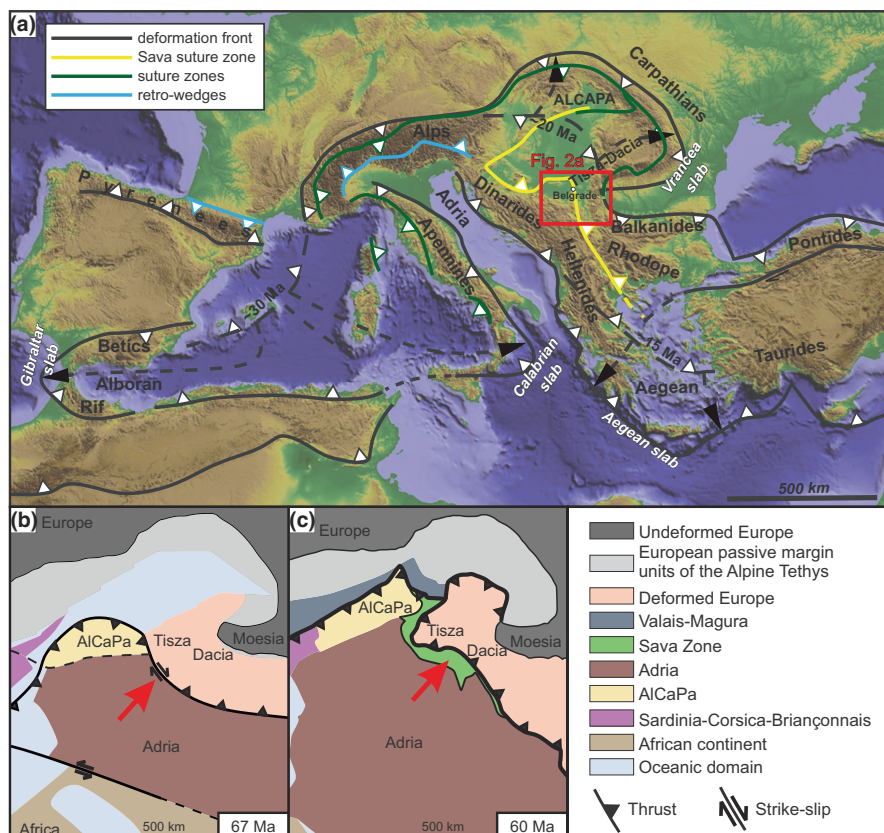 (a)
deformation front
Sava suture zone
suture zones
retro-wedges
Carpathians
ALCAPA
~20 Ma
Alps
Fig. 2a
Dacia
Vrancea
slab
Belgrade
Pyrenees
Dinarides
Adria
Apennines
Balkanides
Pontides
Hellenides
Rhodope
~30 Ma
Betics
Gibraltar
slab
Alboran
Rif
Calabrian
slab
~15 Ma
Taurides
Aegean
Aegean slab
500 km
(b)
Europe
AlCaPa
Tisza
Dacia
Moesia
Adria
Africa
500 km
67 Ma
(c)
Europe
AlCaPa
Tisza
Dacia
Moesia
Adria
500 km
60 Ma
Undeformed Europe
European passive margin
units of the Alpine Tethys
Deformed Europe
Valais-Magura
Sava Zone
Adria
AlCaPa
Sardinia-Corsica-Briançonnais
African continent
Oceanic domain
Thrust
Strike-slip